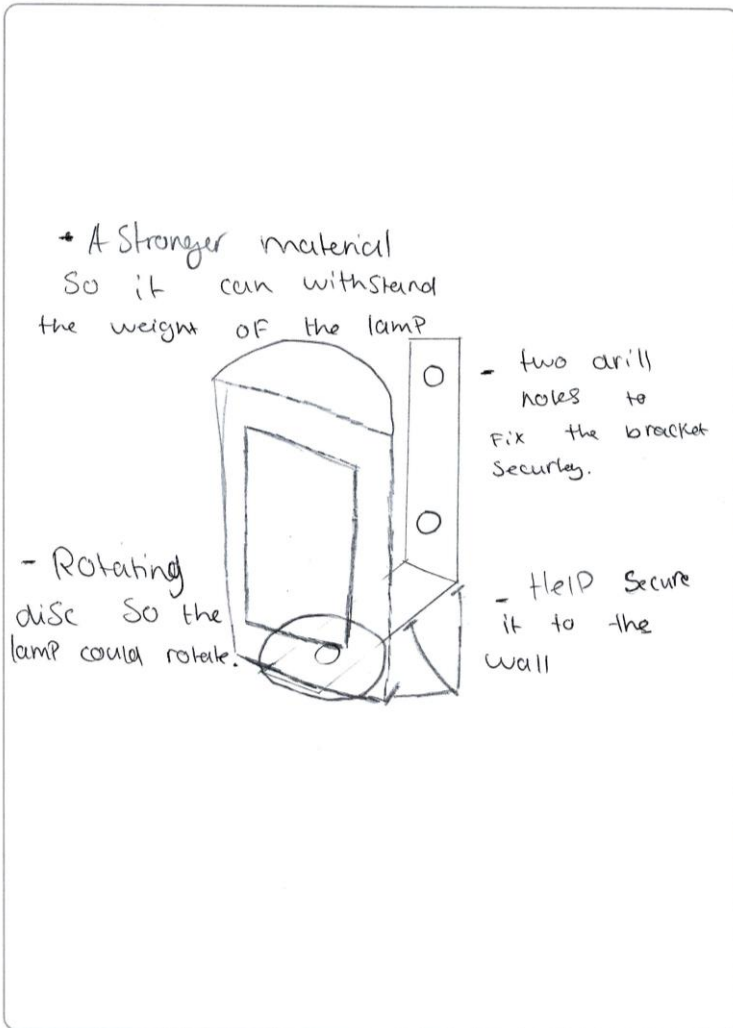 - A Stronger material
So it can withstand
the weight of the lamp
- two drill
holes to
Fix the bracket
Securley.
- Rotating
disc So the
lamp could rotate.
- Help Secure
it to the
wall